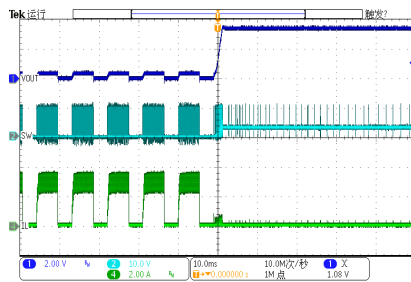 Tek 运行 触发?
T
1 VOUT
2 SW
4 IL
1 2.00 V 2 10.0 V 10.0ms 10.0M次/秒 1 X
4 2.00 A T→▼0.000000 s 1M 点 1.08 V